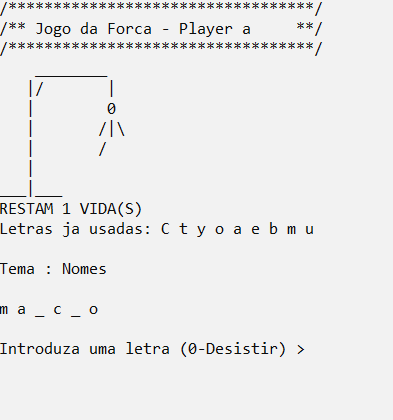 /*********************************/
/** Jogo da Forca - Player a **/
/*********************************/
________
|/ |
| 0
| /|\
| /
|
___|___
RESTAM 1 VIDA(S)
Letras ja usadas: C t y o a e b m u
Tema : Nomes
m a _ c _ o
Introduza uma letra (0-Desistir) >